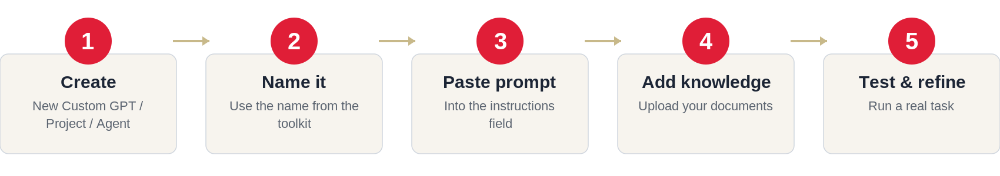 1
Create
New Custom GPT /
Project / Agent
2
Name it
Use the name from the
toolkit
3
Paste prompt
Into the instructions
field
4
Add knowledge
Upload your documents
5
Test & refine
Run a real task